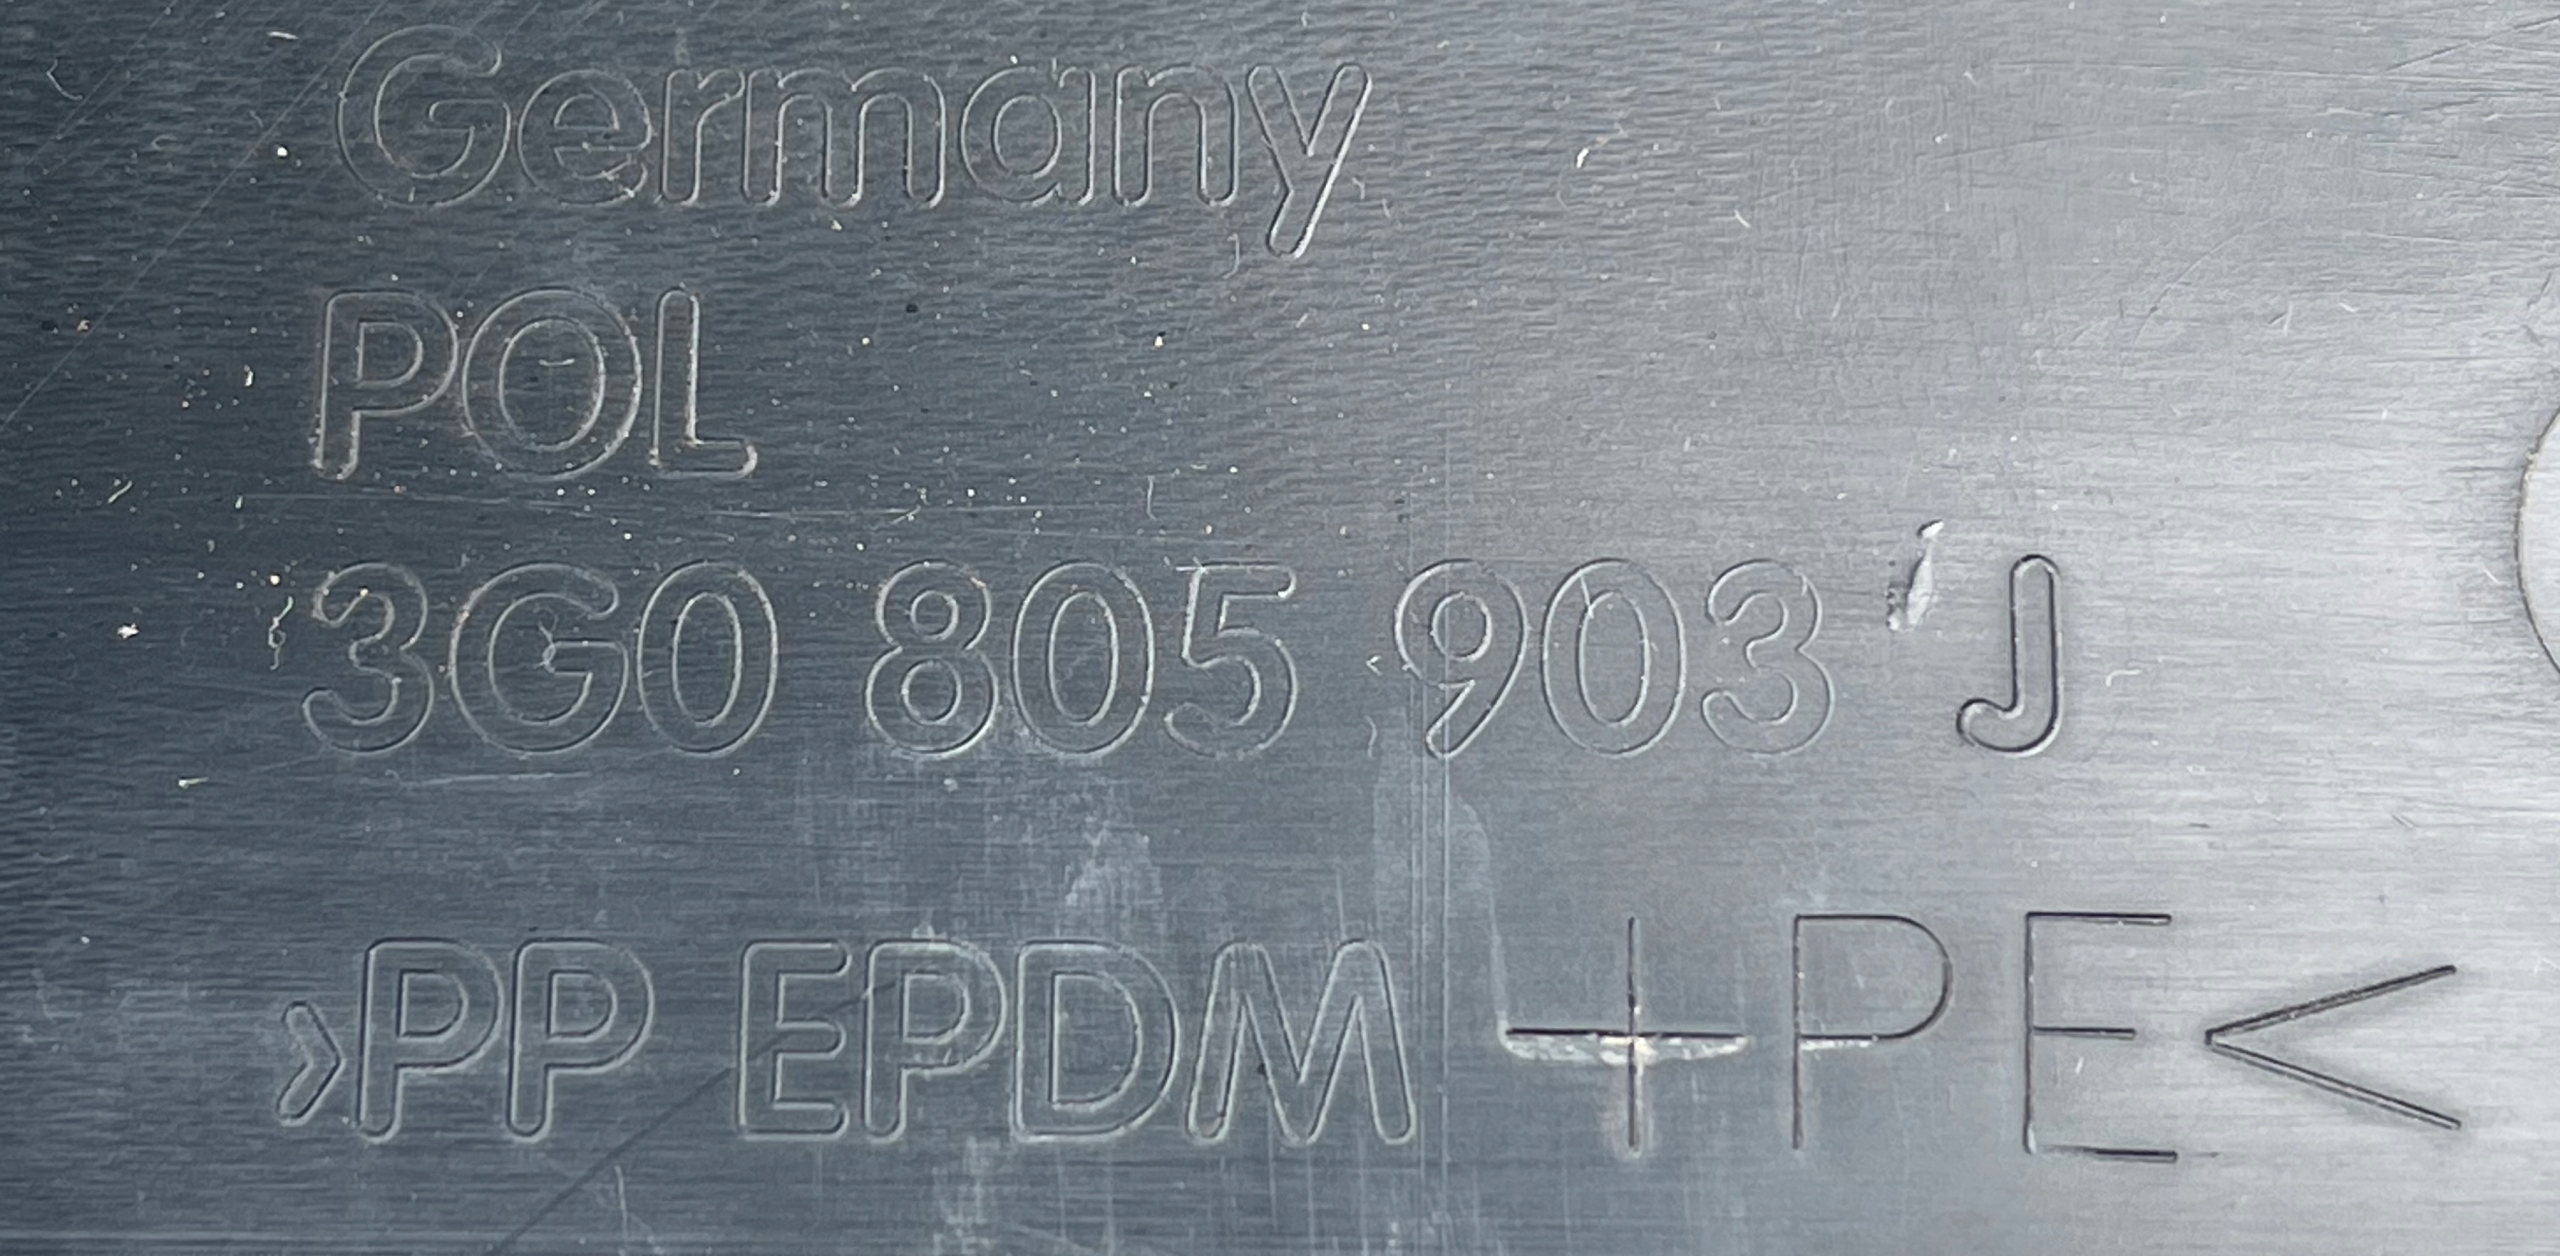 Germany
POL
3G0 805 903 J
>PP EPDM +PE<